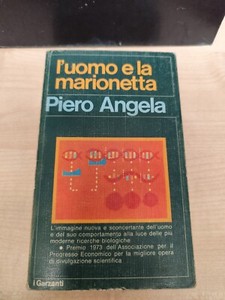 l'uomo e la
marionetta
Piero Angela
L'immagine nuova e sconcertante dell'uomo
e del suo comportamento alla luce delle più
moderne ricerche biologiche
● Premio 1973 dell'Associazione per il
Progresso Economico per la migliore opera
di divulgazione scientifica
i Garzanti